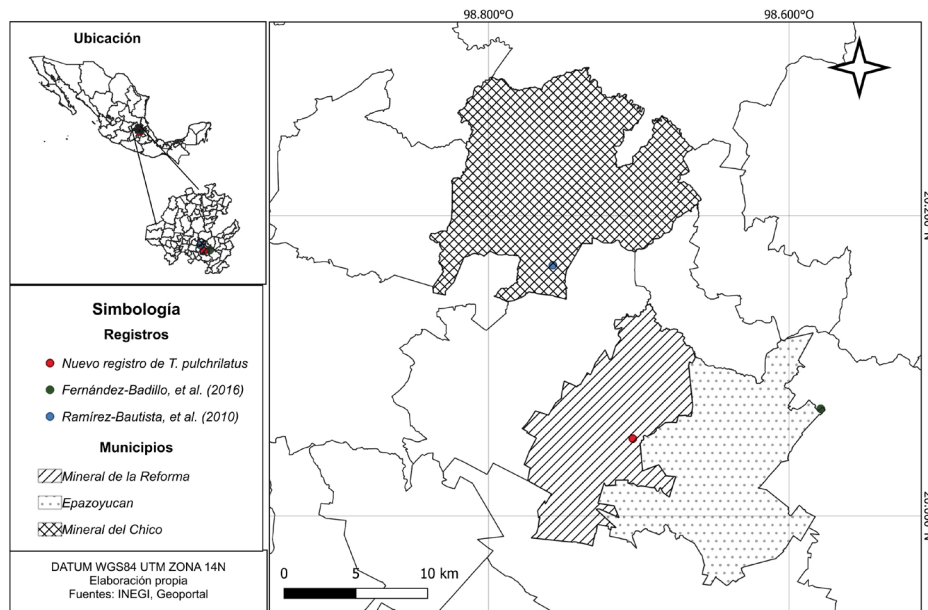 Ubicación
Simbología
Registros
Nuevo registro de T. pulchrilatus
Fernández-Badillo, et al. (2016)
Ramírez-Bautista, et al. (2010)
Municipios
Mineral de la Reforma
Epazoyucan
Mineral del Chico
DATUM WGS84 UTM ZONA 14N
Elaboración propia
Fuentes: INEGI, Geoportal
98.800°O
98.600°O
0
5
10 km